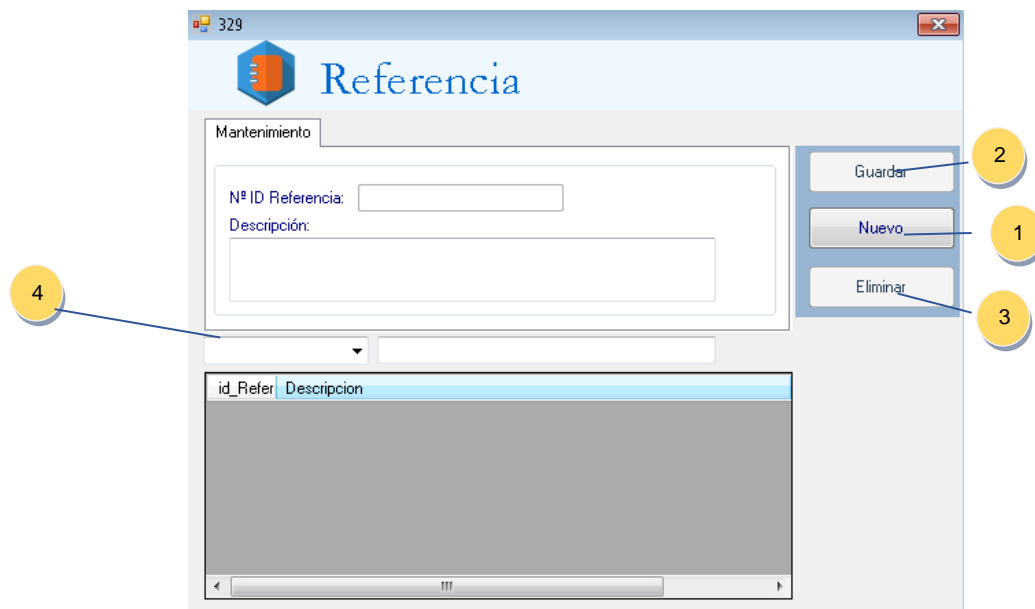 329
Referencia
Mantenimiento
Nº ID Referencia:
Descripción:
Guardar
2
Nuevo
1
Eliminar
3
4
id_Refer Descripcion